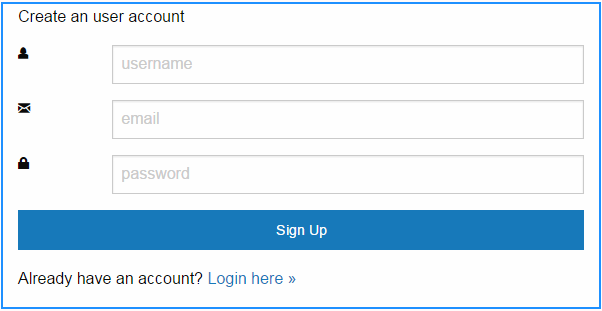 Create an user account
username
email
password
Sign Up
Already have an account? Login here »